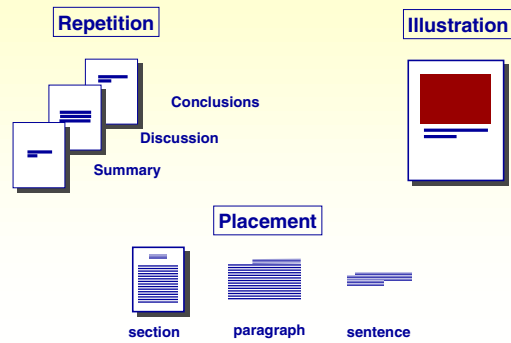 Repetition
Illustration
Conclusions
Discussion
Summary
Placement
section
paragraph
sentence